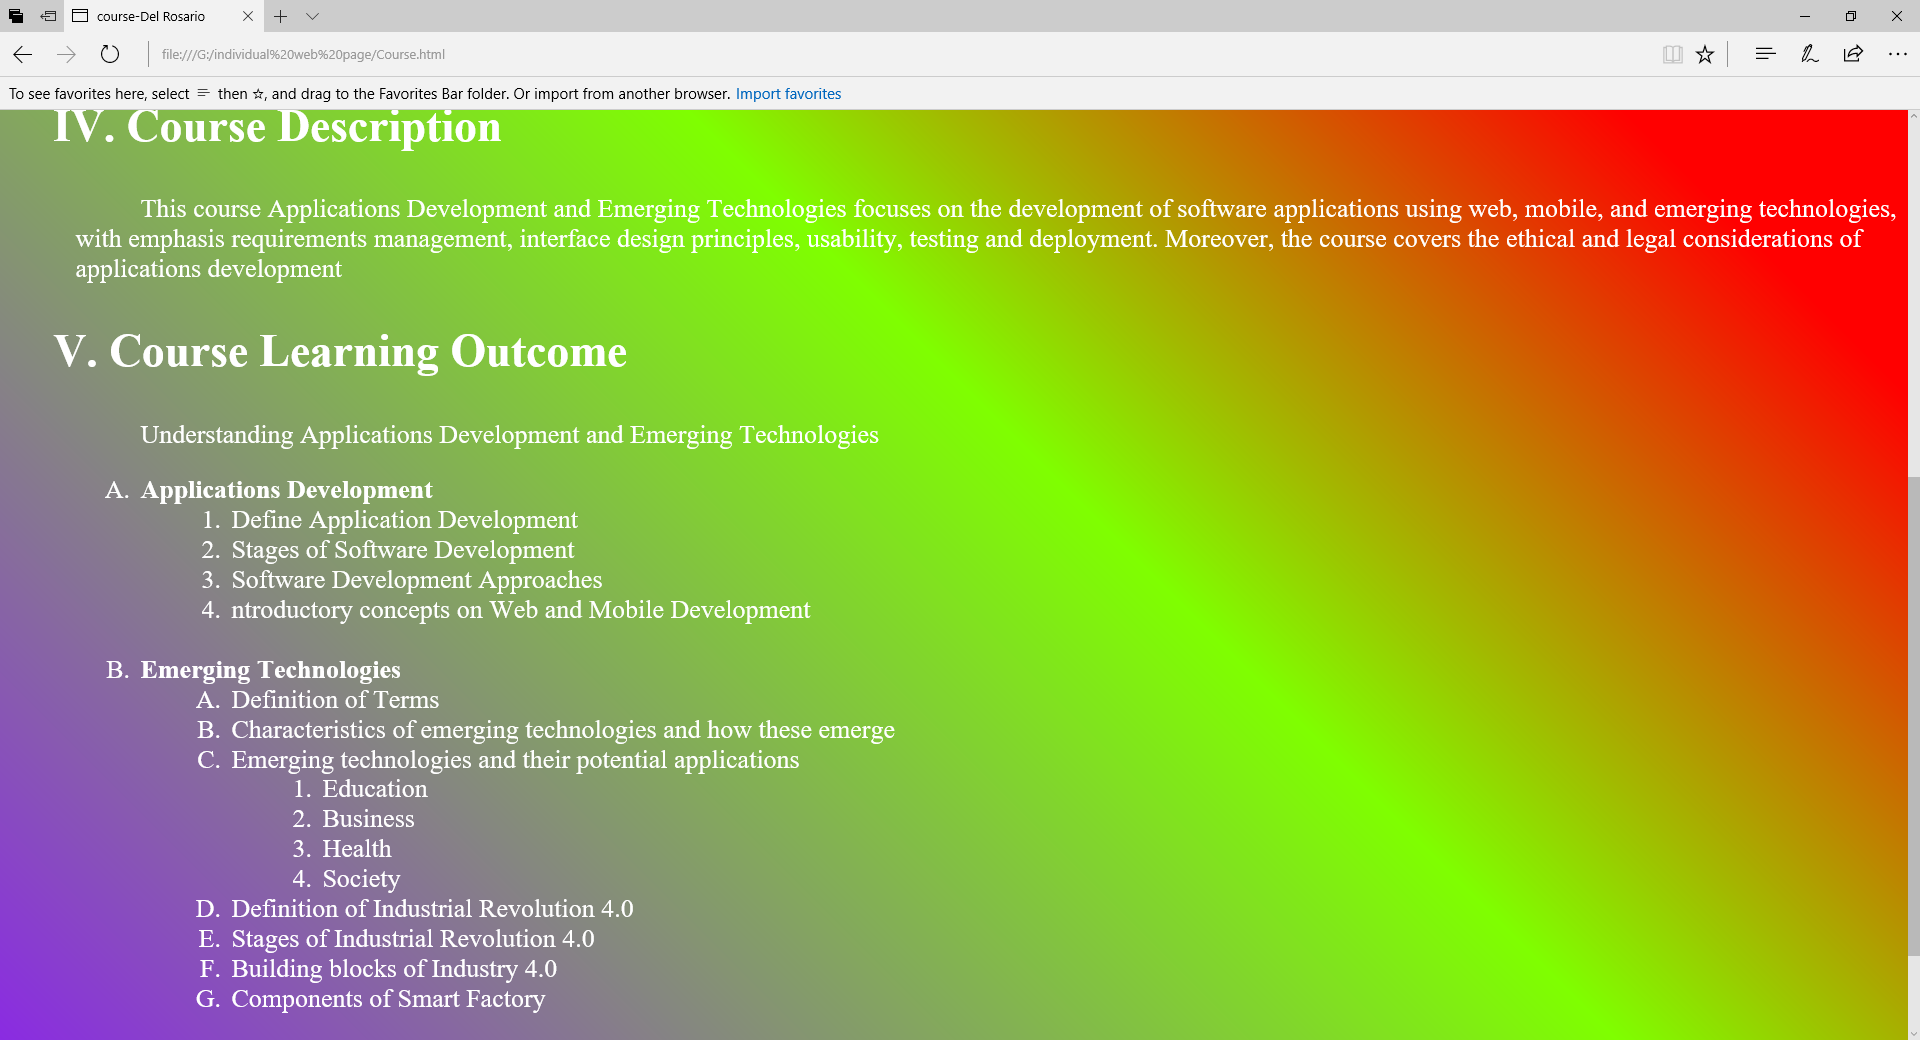 course-Del Rosario
file:///G:/individual%20web%20page/Course.html
To see favorites here, select then ☆, and drag to the Favorites Bar folder. Or import from another browser. Import favorites
IV. Course Description
This course Applications Development and Emerging Technologies focuses on the development of software applications using web, mobile, and emerging technologies,
with emphasis requirements management, interface design principles, usability, testing and deployment. Moreover, the course covers the ethical and legal considerations of
applications development
V. Course Learning Outcome
Understanding Applications Development and Emerging Technologies
A. Applications Development
1. Define Application Development
2. Stages of Software Development
3. Software Development Approaches
4. ntroductory concepts on Web and Mobile Development
B. Emerging Technologies
A. Definition of Terms
B. Characteristics of emerging technologies and how these emerge
C. Emerging technologies and their potential applications
1. Education
2. Business
3. Health
4. Society
D. Definition of Industrial Revolution 4.0
E. Stages of Industrial Revolution 4.0
F. Building blocks of Industry 4.0
G. Components of Smart Factory